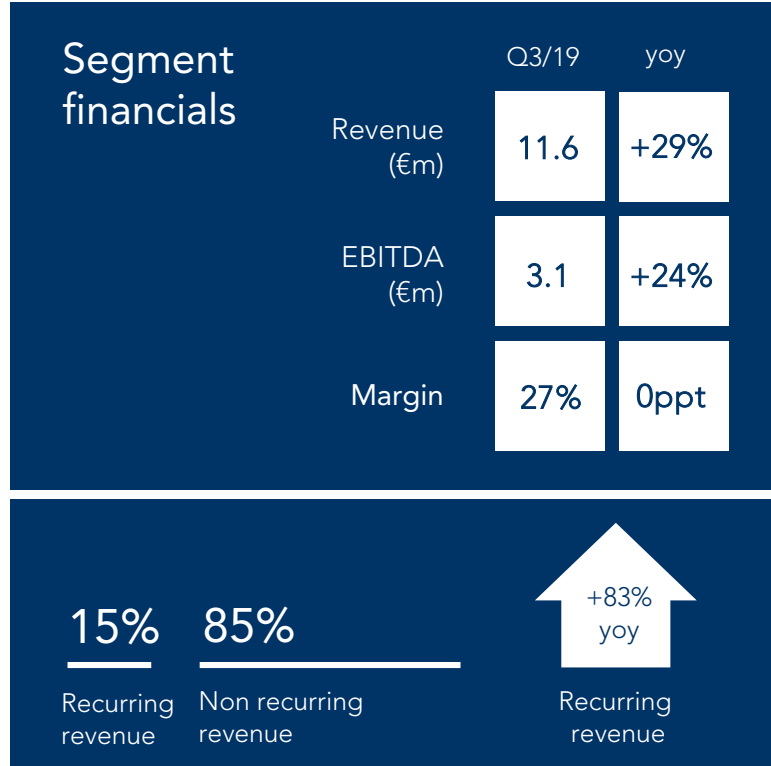 Segment
financials
Q3/19 yoy
Revenue
(€m)
11.6 +29%
EBITDA
(€m)
3.1 +24%
Margin 27% 0ppt
15% 85%
Recurring
revenue
Non recurring
revenue
+83%
yoy
Recurring
revenue